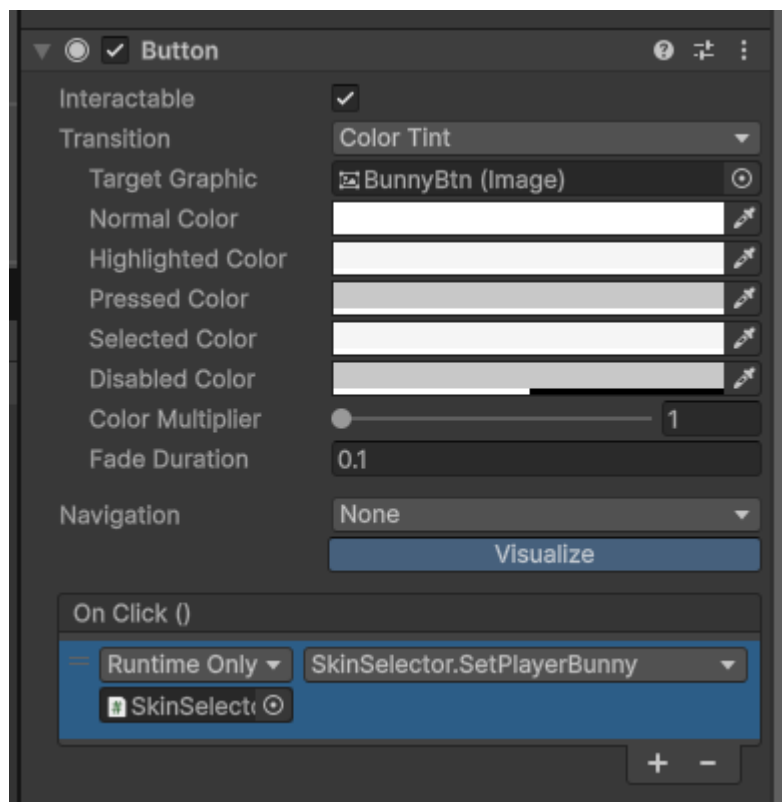 Button
Interactable
Transition Color Tint
Target Graphic BunnyBtn (Image)
Normal Color
Highlighted Color
Pressed Color
Selected Color
Disabled Color
Color Multiplier 1
Fade Duration 0.1
Navigation None
Visualize
On Click ()
Runtime Only SkinSelector.SetPlayerBunny
# SkinSelect
+ -